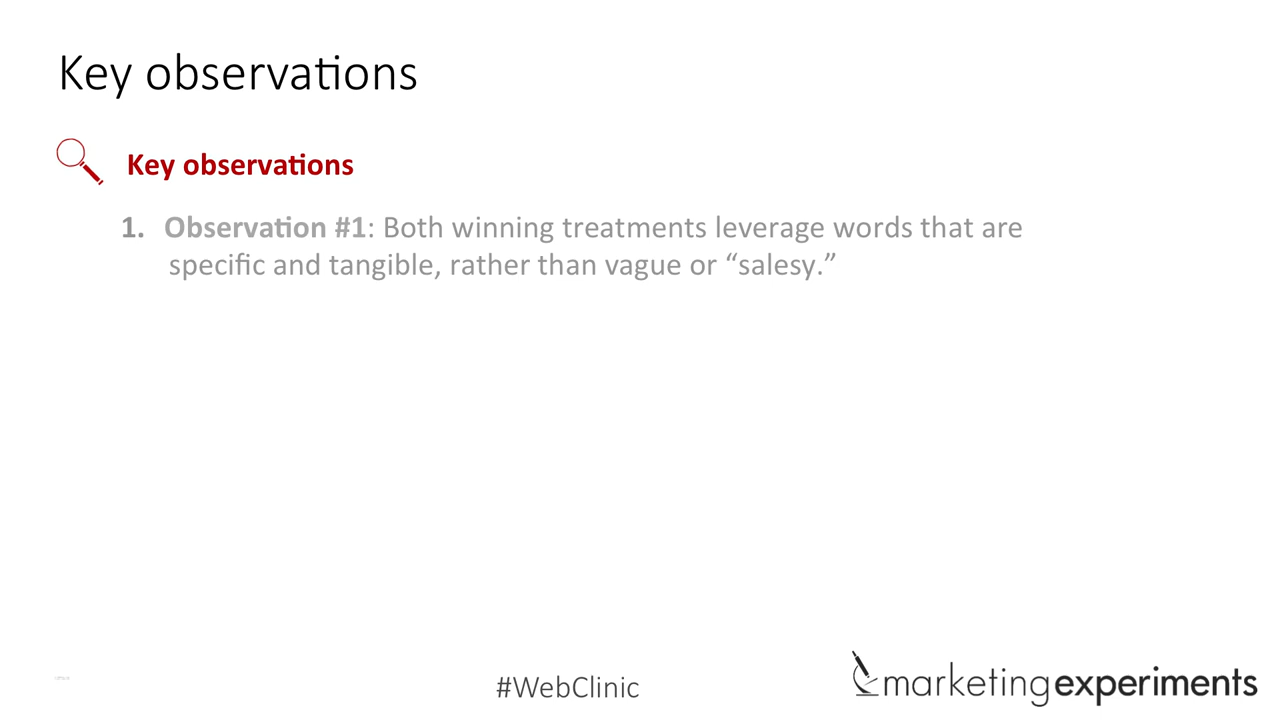 Key observations
Key observations
1. Observation #1: Both winning treatments leverage words that are
specific and tangible, rather than vague or “salesy.”
#WebClinic
marketingexperiments